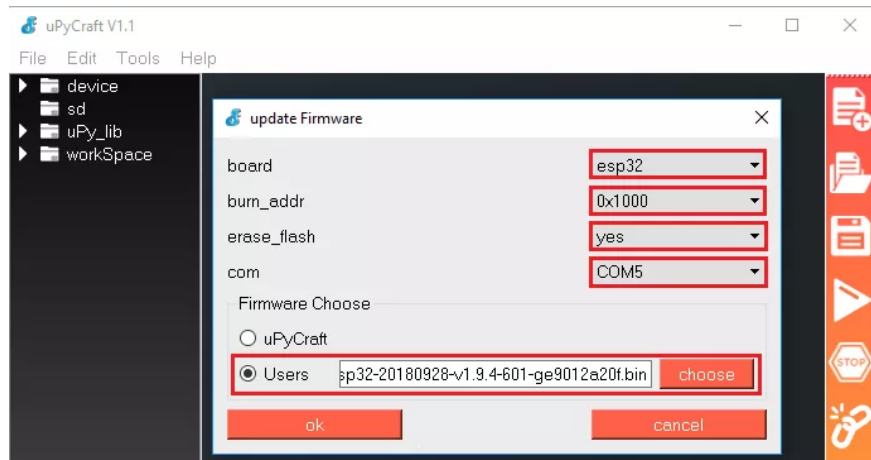 uPyCraft V1.1
File Edit Tools Help
device
sd
uPy_lib
workSpace
update Firmware
board esp32
burn_addr 0x1000
erase_flash yes
com COM5
Firmware Choose
uPyCraft
Users sp32-20180928-v1.9.4-601-ge9012a20f.bin choose
ok cancel
STOP